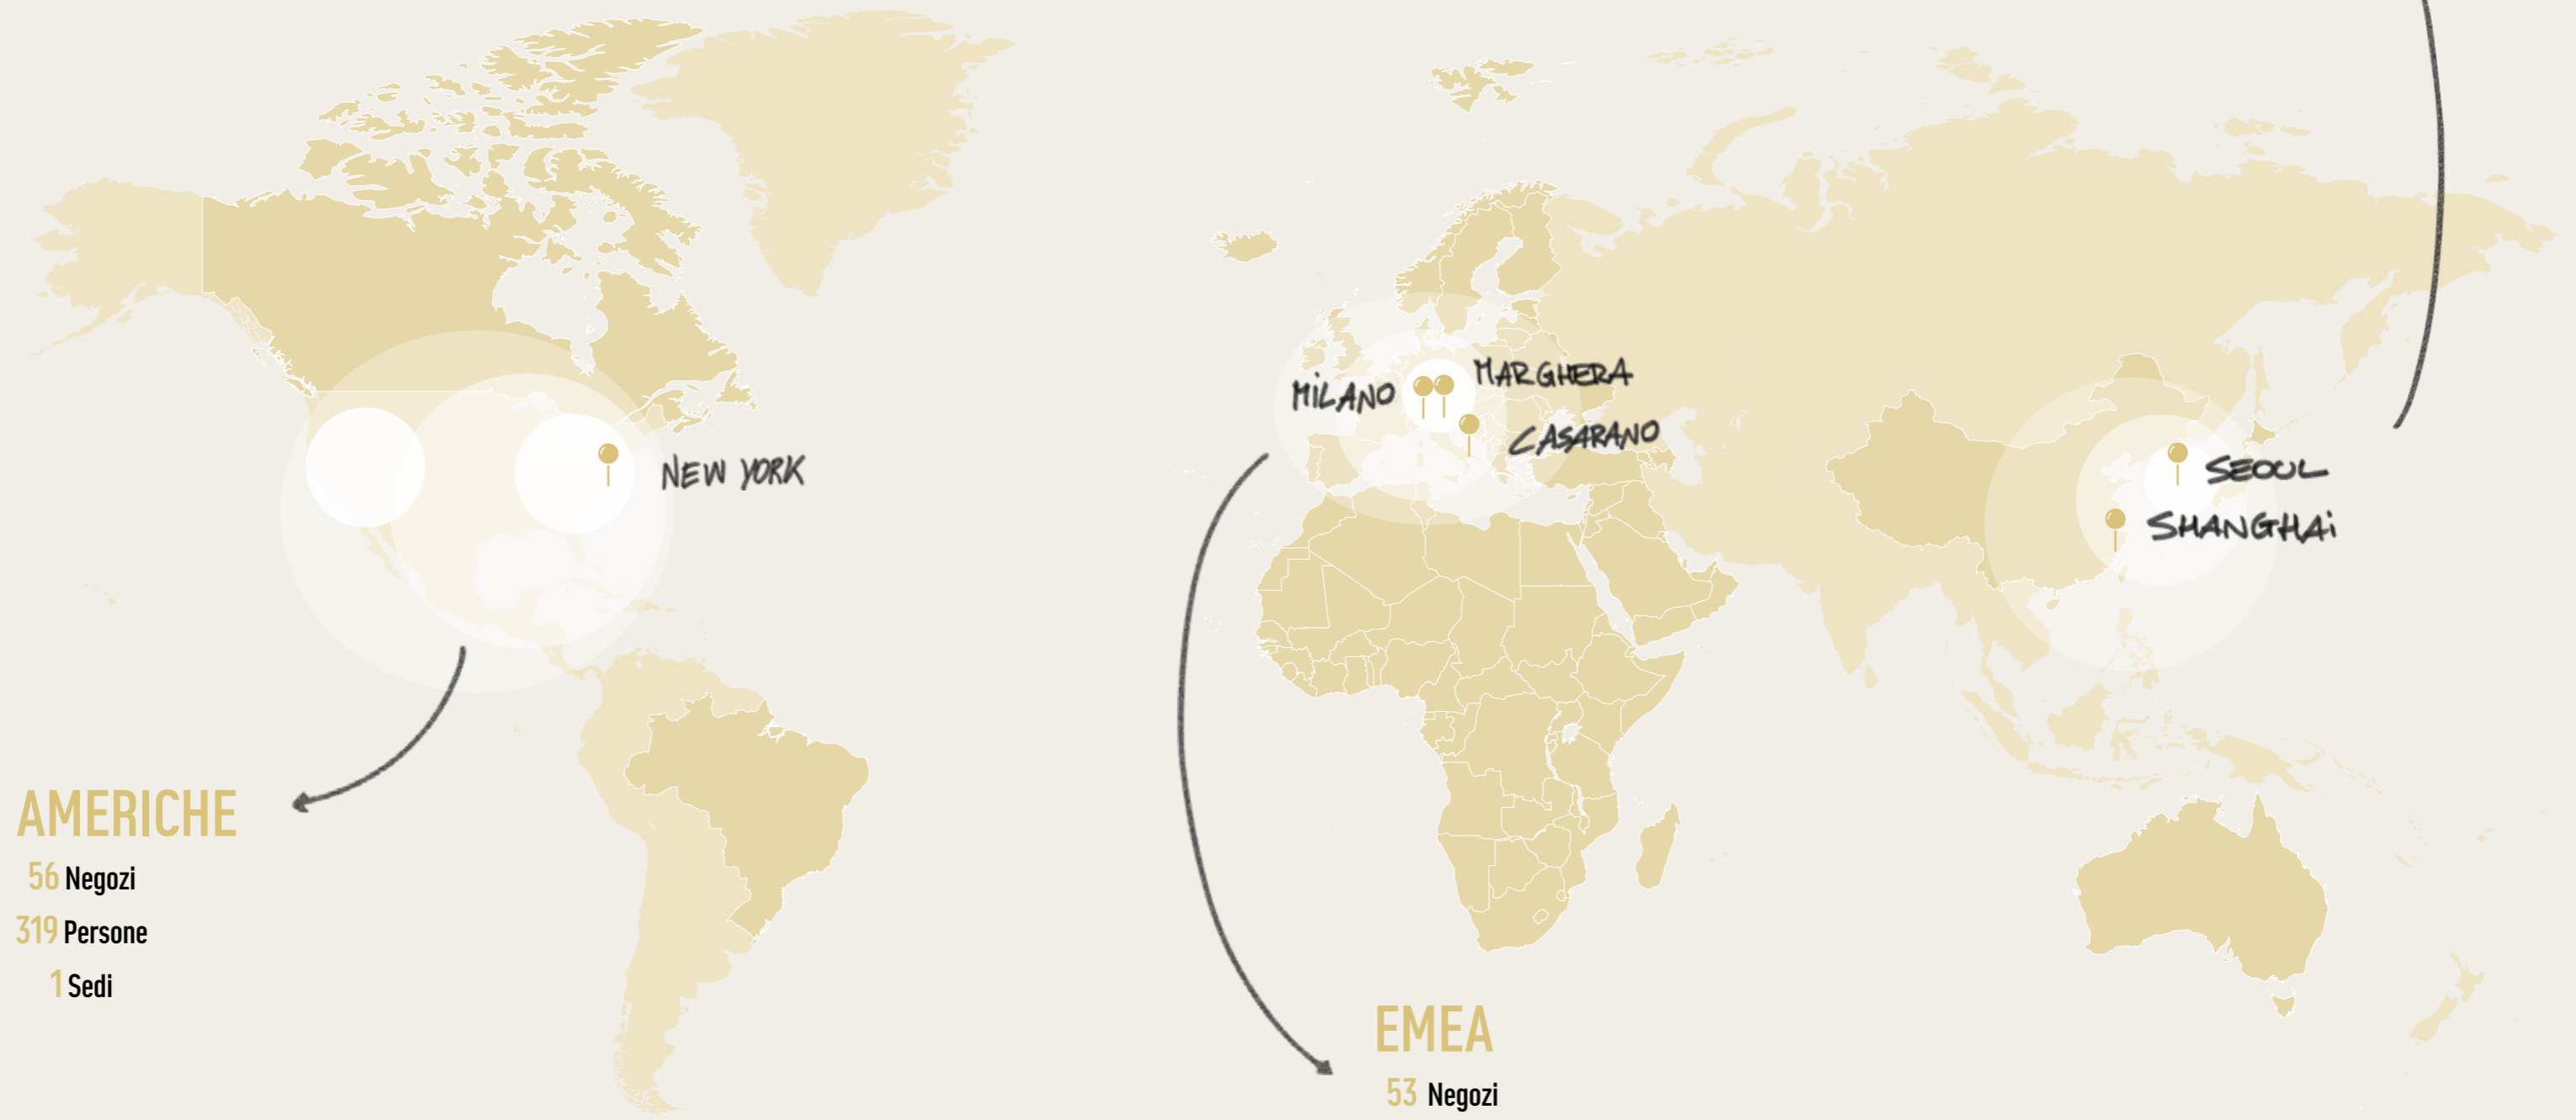 MILANO
MARGHERA
CASARANO
NEW YORK
SEOUL
SHANGHAi
AMERICHE
56 Negozi
319 Persone
1 Sedi
EMEA
53 Negozi